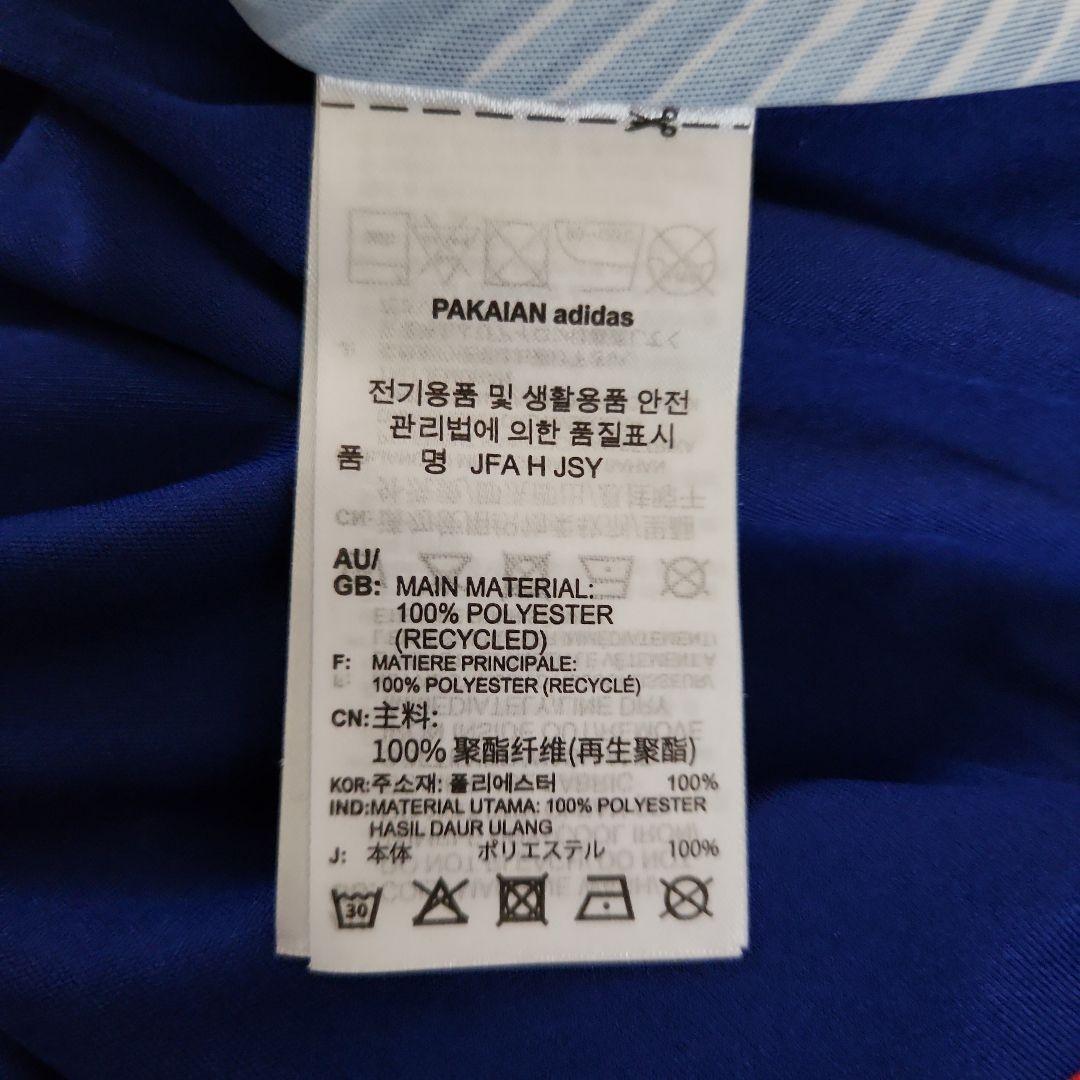 PAKAIAN adidas
전기용품 및 생활용품 안전
관리법에 의한 품질표시
품 명 JFA H JSY
AU/
GB: MAIN MATERIAL:
100% POLYESTER
(RECYCLED)
F: MATIERE PRINCIPALE:
100% POLYESTER (RECYCLÉ)
CN: 主料:
100% 聚酯纤维(再生聚酯)
KOR: 주소재: 폴리에스터 100%
IND: MATERIAL UTAMA: 100% POLYESTER
HASIL DAUR ULANG
J: 本体 ポリエステル 100%
30